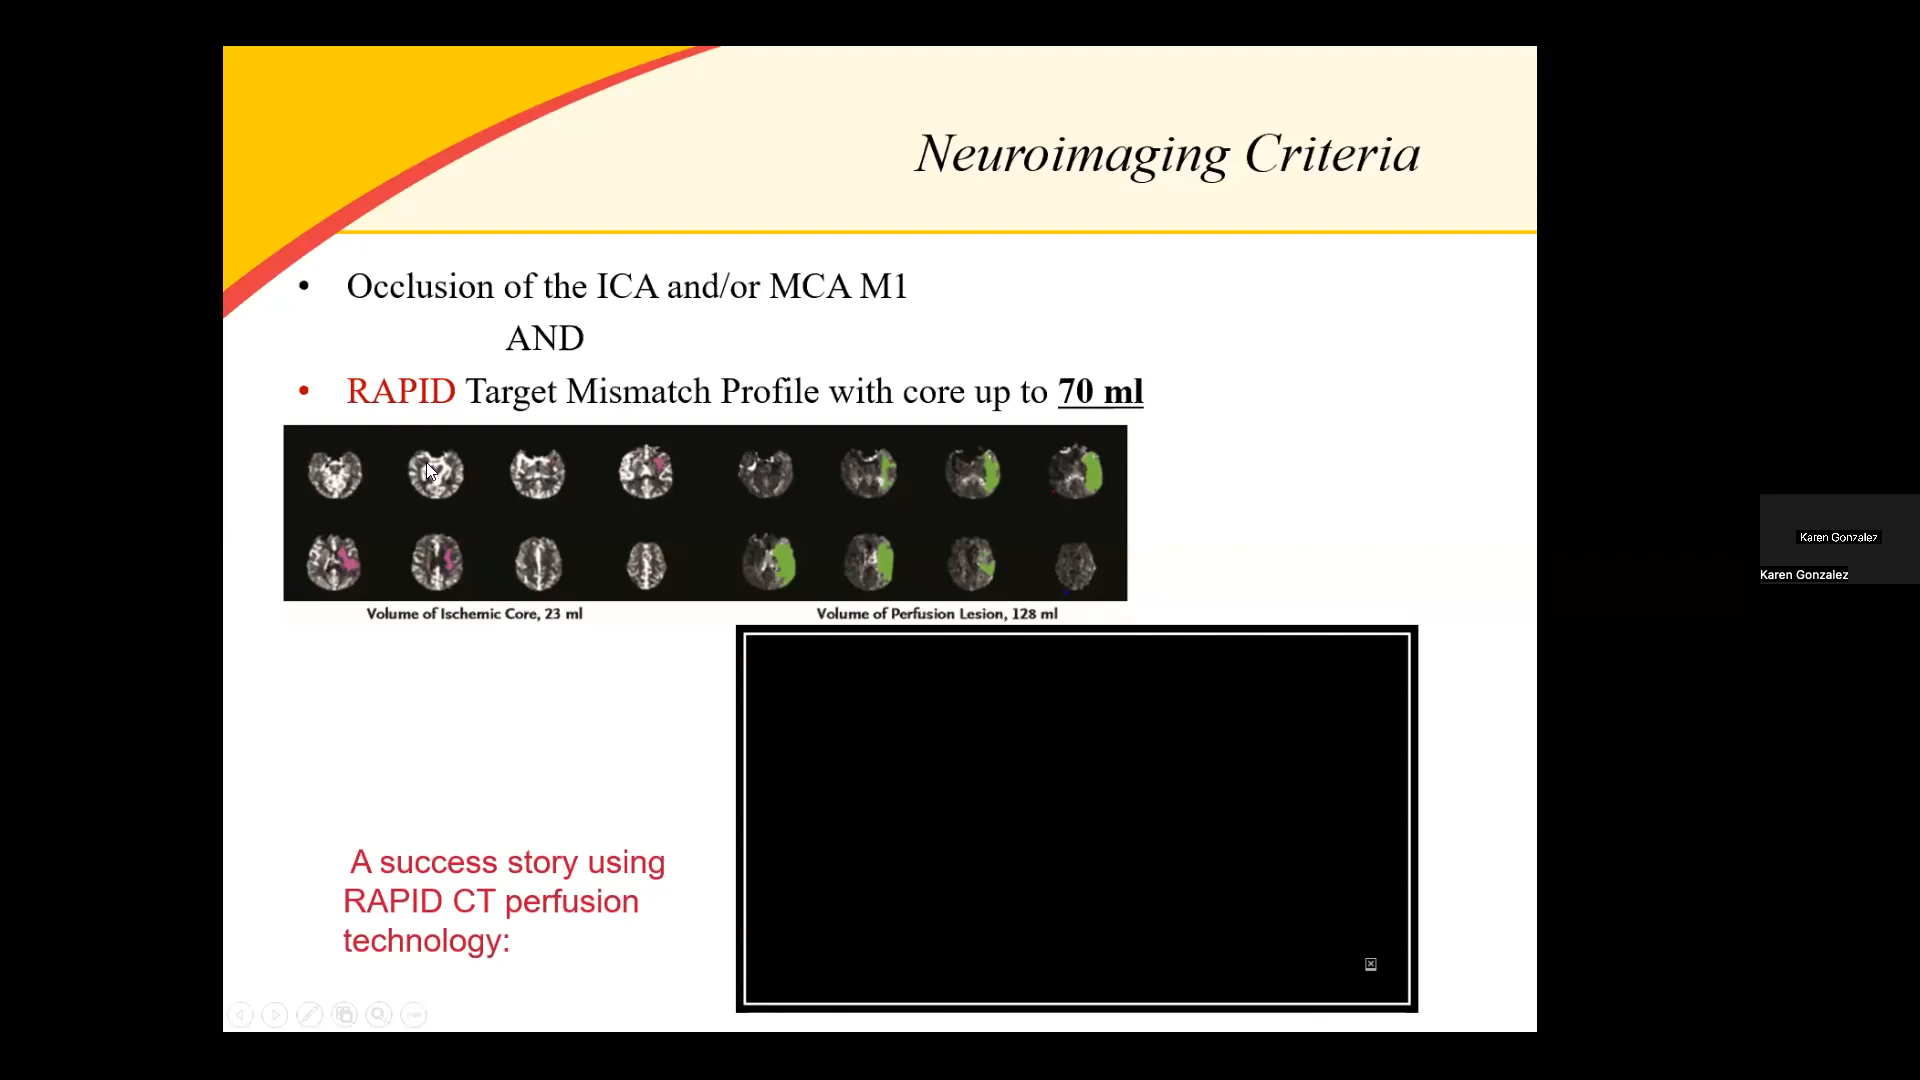 Neuroimaging Criteria
• Occlusion of the ICA and/or MCA M1
AND
• RAPID Target Mismatch Profile with core up to 70 ml
Volume of Ischemic Core, 23 ml
Volume of Perfusion Lesion, 128 ml
A success story using
RAPID CT perfusion
technology:
Karen Gonzalez
Karen Gonzalez